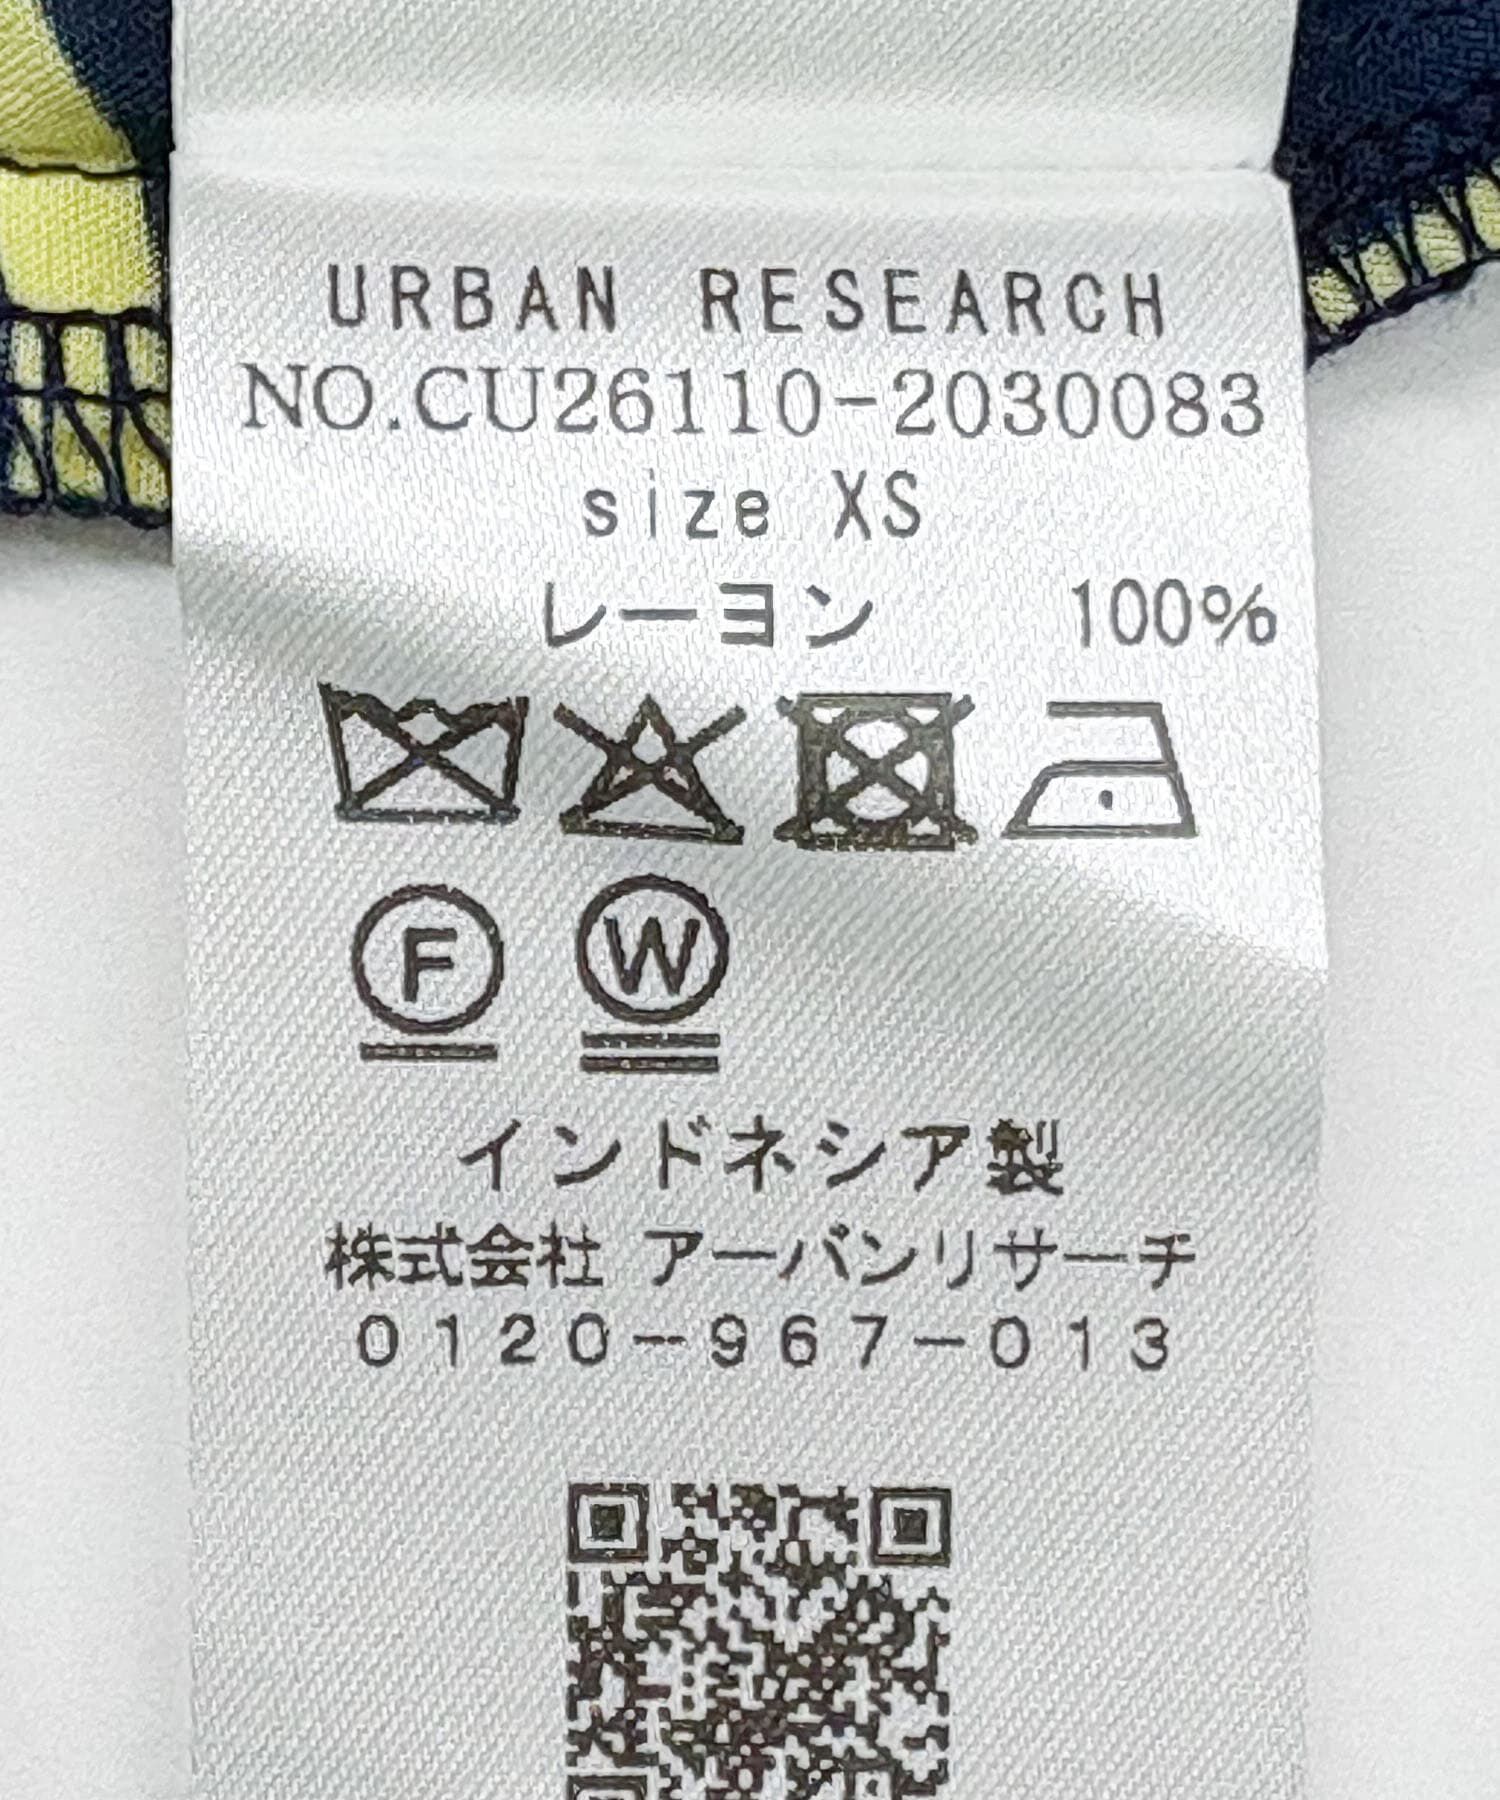 URBAN RESEARCH
NO.CU26110-2030083
size XS
レーヨン 100%
F W
インドネシア製
株式会社 アーバンリサーチ
0120-967-013